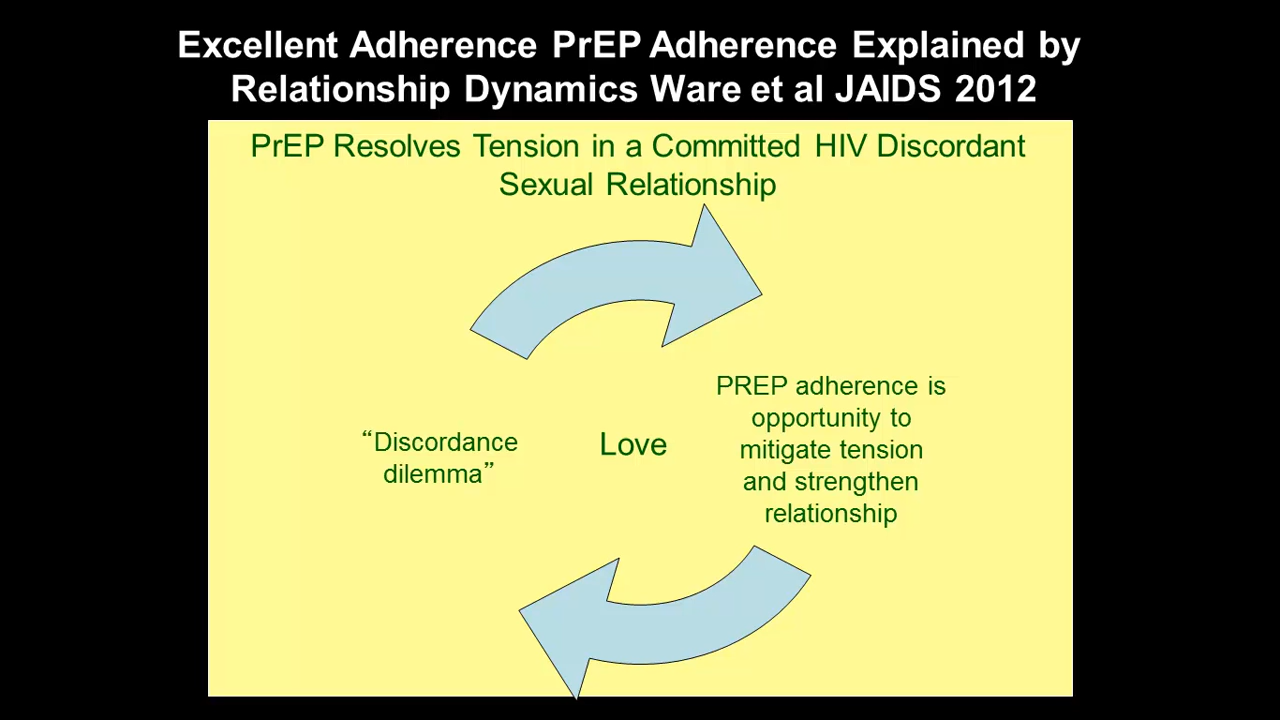 Excellent Adherence PrEP Adherence Explained by
Relationship Dynamics Ware et al JAIDS 2012
PrEP Resolves Tension in a Committed HIV Discordant
Sexual Relationship
“Discordance
dilemma”
Love
PREP adherence is
opportunity to
mitigate tension
and strengthen
relationship